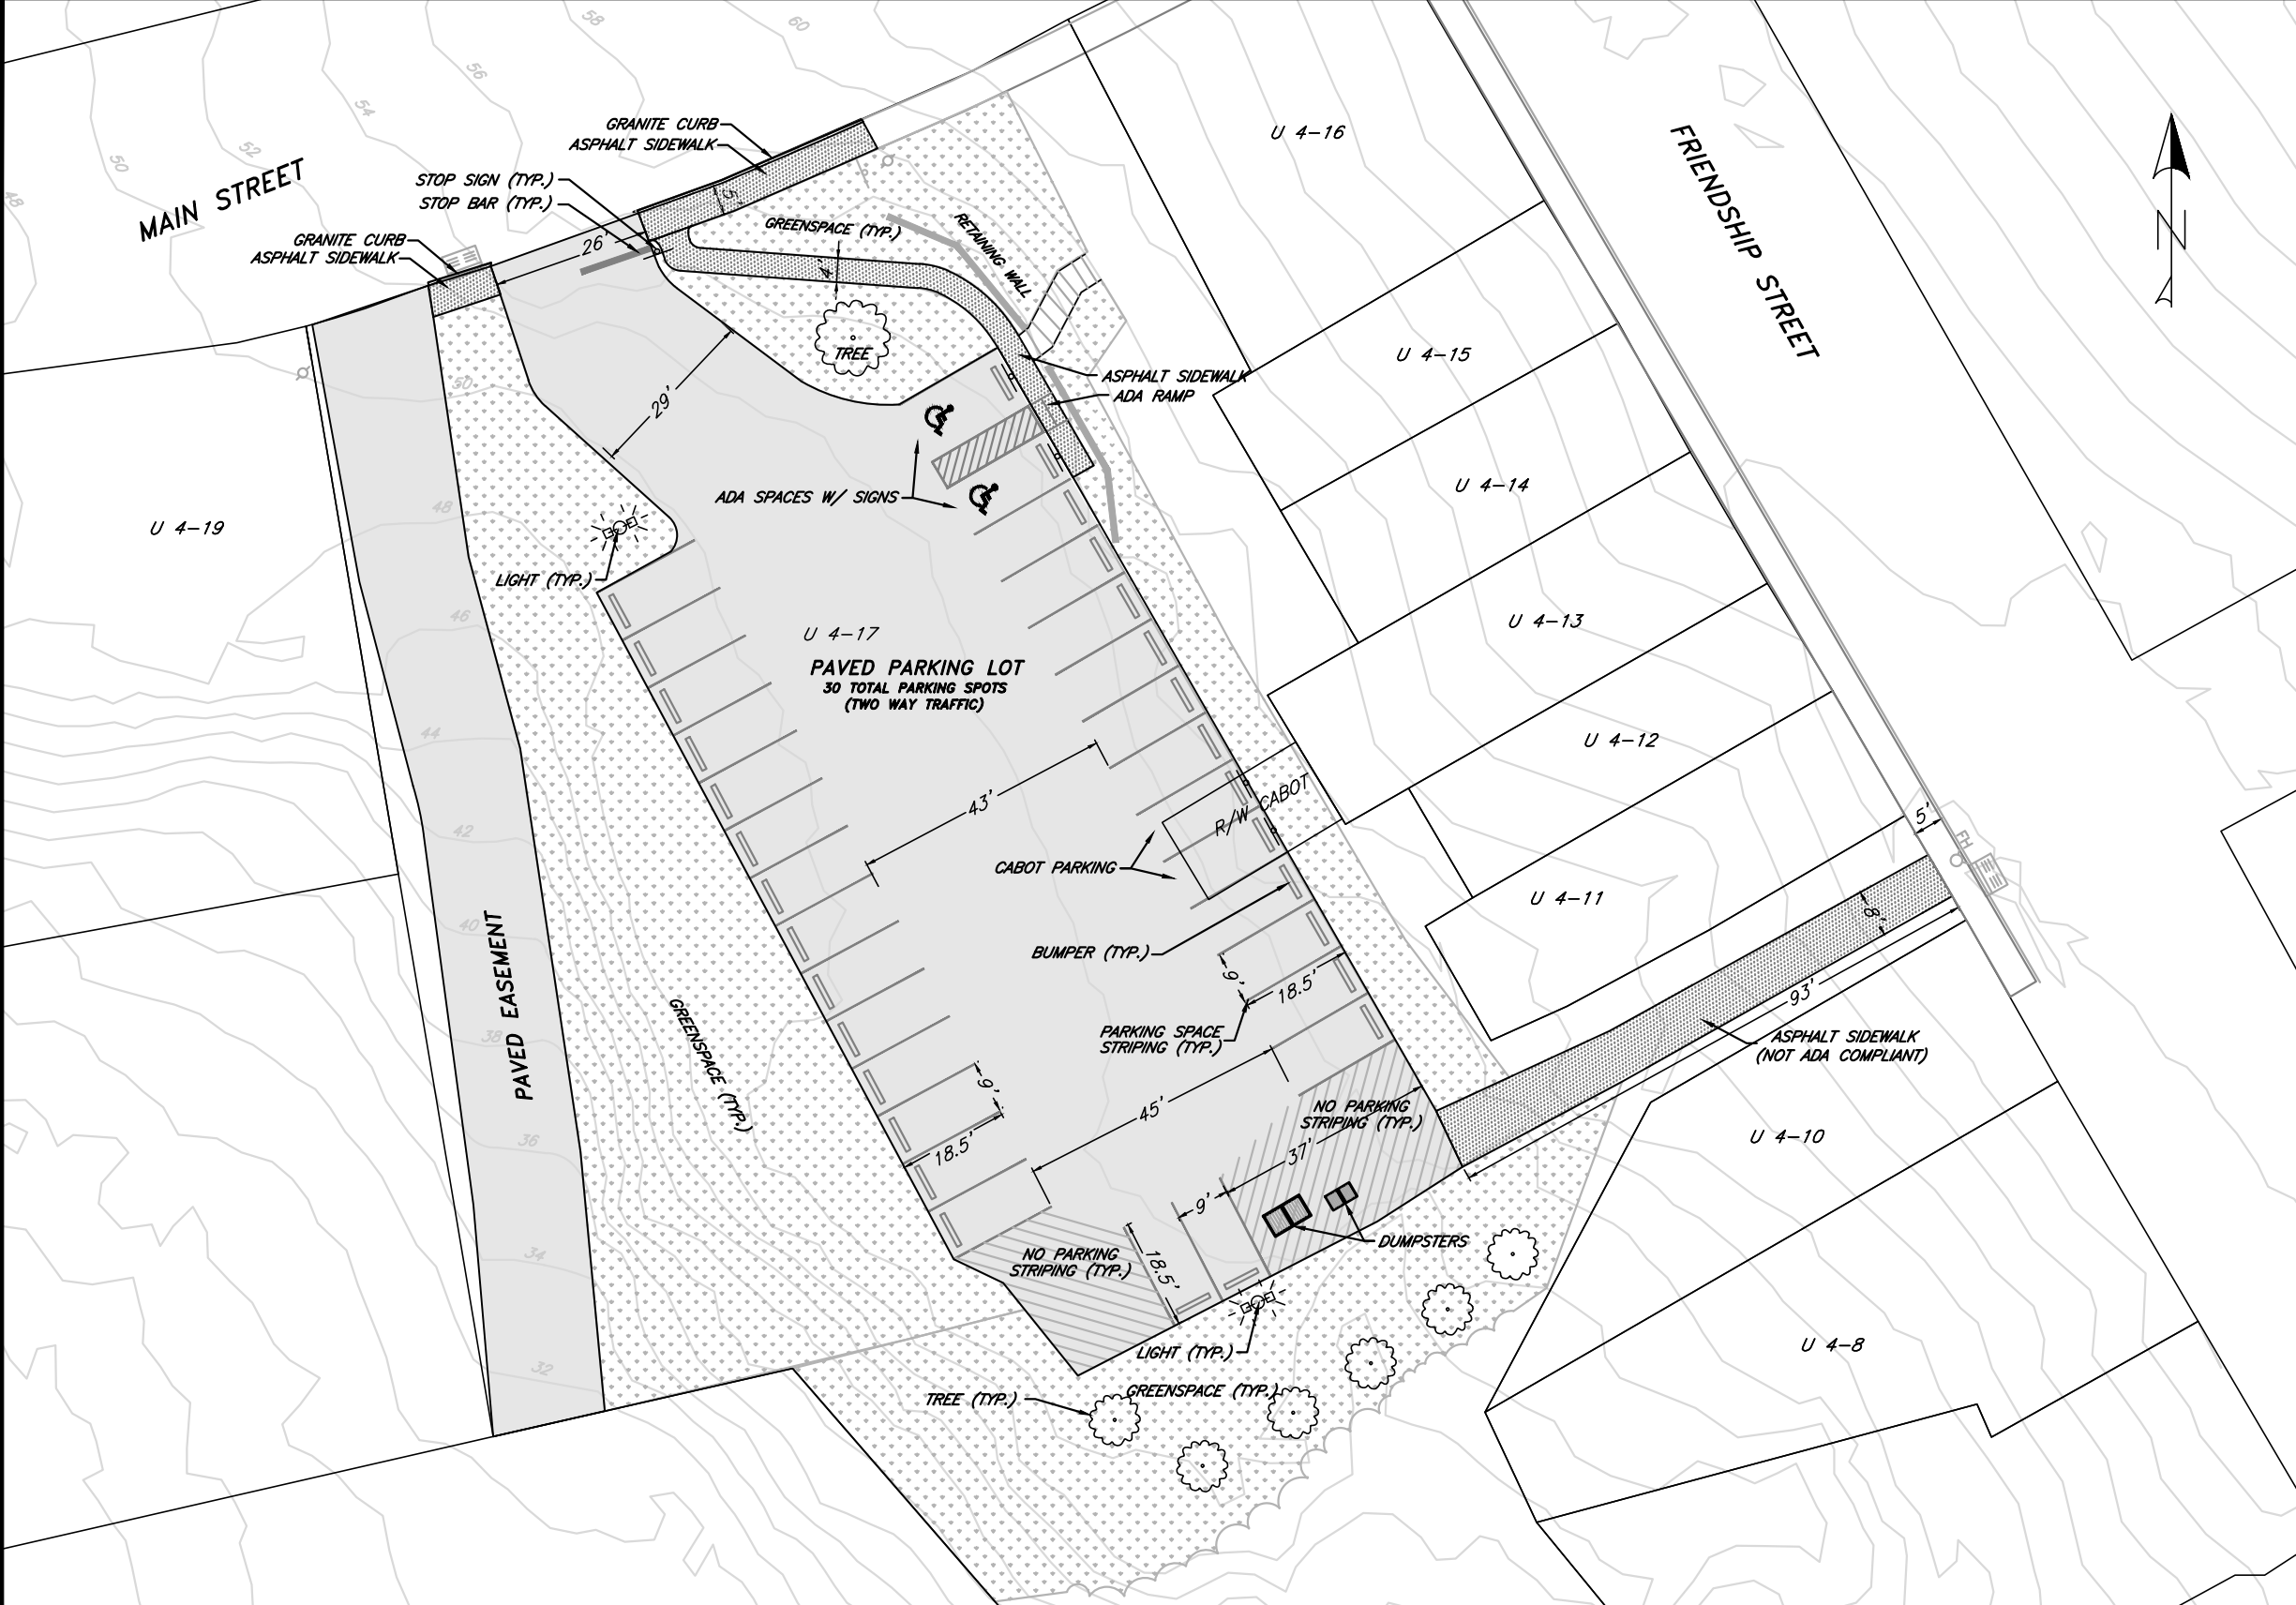 58
60
56
54
52
50
48
MAIN STREET
GRANITE CURB
ASPHALT SIDEWALK
STOP SIGN (TYP.)
STOP BAR (TYP.)
GRANITE CURB
ASPHALT SIDEWALK
5'
26'
GREENSPACE (TYP.)
4'
RETAINING WALL
TREE
29'
ASPHALT SIDEWALK
ADA RAMP
ADA SPACES W/ SIGNS
LIGHT (TYP.)
U 4-16
U 4-15
U 4-14
U 4-13
U 4-12
U 4-11
FRIENDSHIP STREET
N
U 4-19
50
48
46
44
42
40
38
36
34
32
U 4-17
PAVED PARKING LOT
30 TOTAL PARKING SPOTS
(TWO WAY TRAFFIC)
43'
R/W CABOT
CABOT PARKING
BUMPER (TYP.)
9'
18.5'
PARKING SPACE
STRIPING (TYP.)
5'
FH
8'
93'
ASPHALT SIDEWALK
(NOT ADA COMPLIANT)
PAVED EASEMENT
GREENSPACE (TYP.)
9'
18.5'
45'
NO PARKING
STRIPING (TYP.)
37'
9'
18.5'
NO PARKING
STRIPING (TYP.)
DUMPSTERS
LIGHT (TYP.)
TREE (TYP.)
GREENSPACE (TYP.)
U 4-10
U 4-8